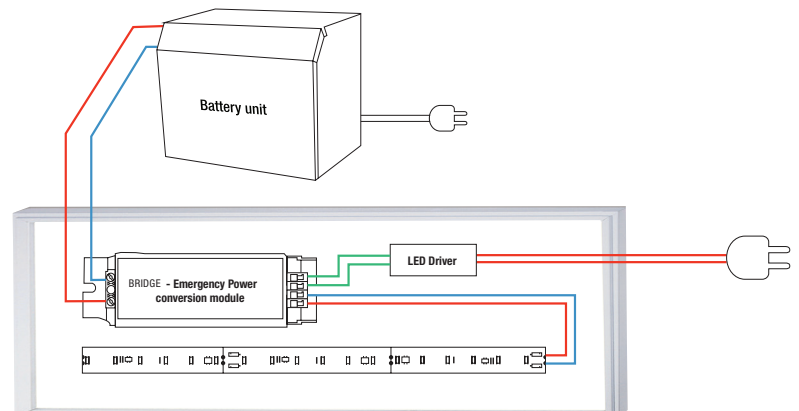 Battery unit
BRIDGE - Emergency Power
conversion module
LED Driver